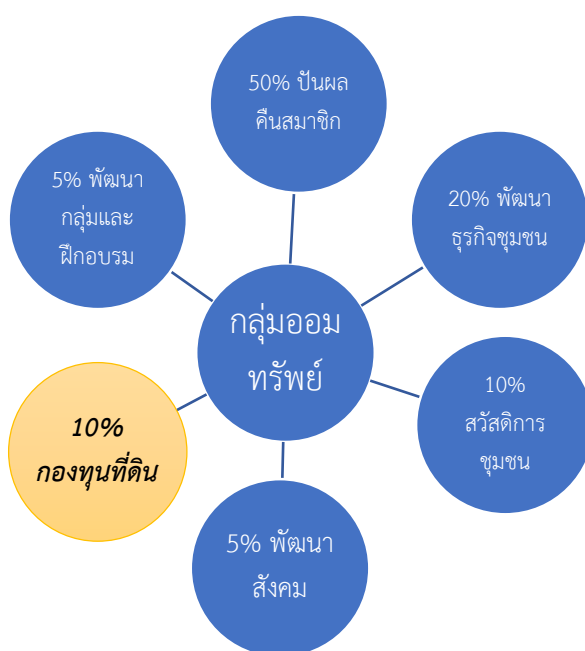 50% ปันผล
คืนสมาชิก
20% พัฒนา
ธุรกิจชุมชน
10%
สวัสดิการ
ชุมชน
5% พัฒนา
สังคม
10%
กองทุนที่ดิน
5% พัฒนา
กลุ่มและ
ฝึกอบรม
กลุ่มออม
ทรัพย์